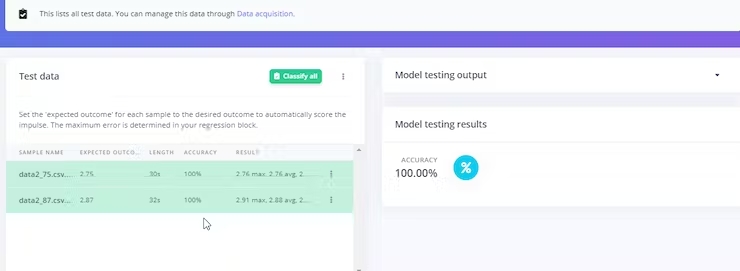 This lists all test data. You can manage this data through Data acquisition.
Test data
Classify all
Set the 'expected outcome' for each sample to the desired outcome to automatically score the
impulse. The maximum error is determined in your regression block.
SAMPLE NAME EXPECTED OUTCO... LENGTH ACCURACY RESULT
data2_75.csv.... 2.75 30s 100% 2.76 max, 2.76 avg, 2....
data2_87.csv... 2.87 32s 100% 2.91 max, 2.88 avg, 2....
Model testing output
Model testing results
ACCURACY
100.00%
%